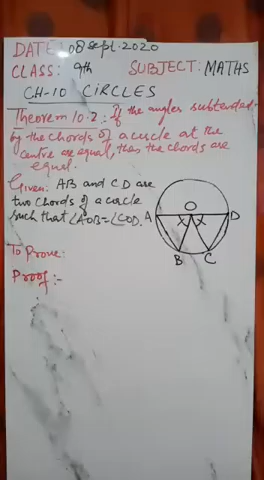 DATE: 08 Sept. 2020
CLASS: 9th SUBJECT: MATHS
CH-10 CIRCLES
Theorem 10.2: If the angles subtended
by the chords of a circle at the
centre are equal, then the chords are
equal.
Given: AB and CD are
two chords of a circle
such that ∠AOB=∠COD.
O
A x x D
B C
To Prove:
Proof:-